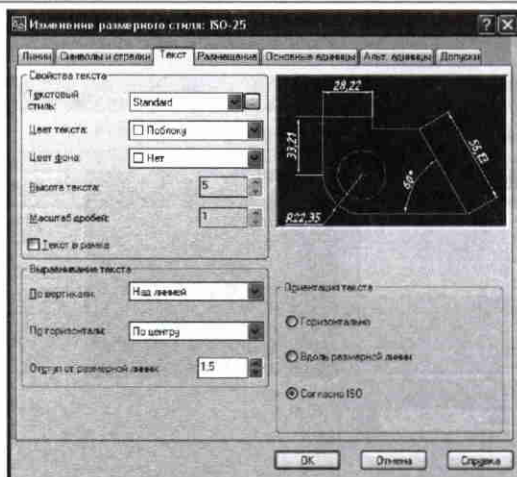 Изменение размерного стиля: ISO-25
Линии Символы и стрелки Текст Размещение Основные единицы Альт. единицы Допуски
Свойства текста
Текстовый стиль: Standard
Цвет текста: Поблоку
Цвет фона: Нет
Высота текста: 5
Масштаб дробей: 1
Текст в рамке
28,22
33,21
55,13
60°
R22,35
Выравнивание текста
По вертикали: Над линией
По горизонтали: По центру
Отступ от размерной линии: 1.5
Ориентация текста
Горизонтально
Вдоль размерной линии
Согласно ISO
OK Отмена Справка